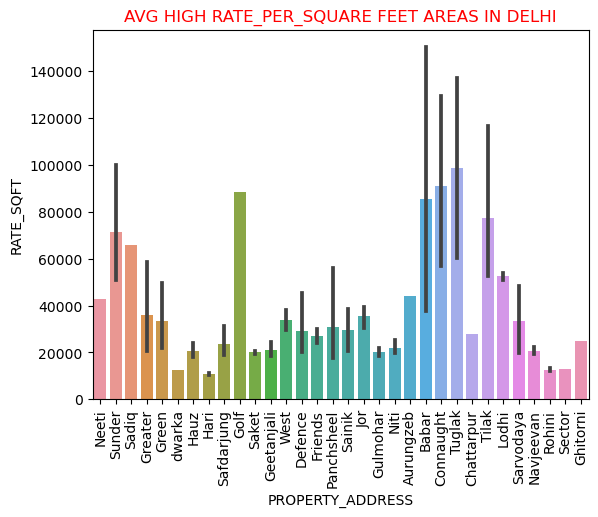 AVG HIGH RATE_PER_SQUARE FEET AREAS IN DELHI
RATE_SQFT
140000
120000
100000
80000
60000
40000
20000
0
Neeti
Sunder
Sadiq
Greater
Green
dwarka
Hauz
Hari
Safdarjung
Golf
Saket
Geetanjali
West
Defence
Friends
Panchsheel
Sainik
Jor
Gulmohar
Niti
Aurungzeb
Babar
Connaught
Tuglak
Chattarpur
Tilak
Lodhi
Sarvodaya
Navjeevan
Rohini
Sector
Ghitorni
PROPERTY_ADDRESS